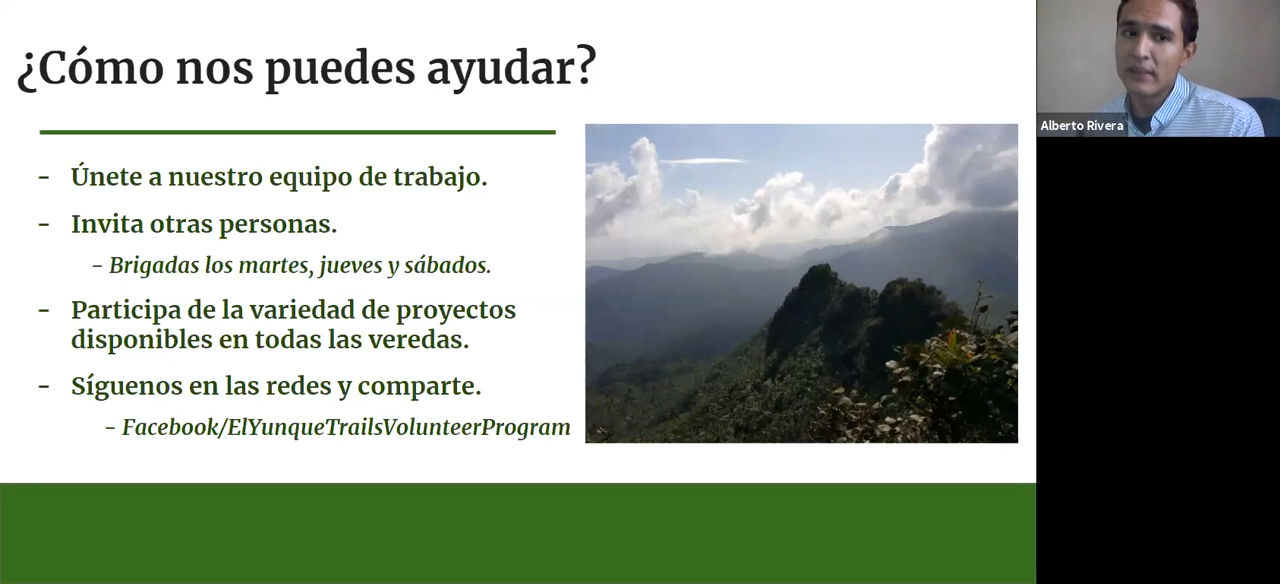 ¿Cómo nos puedes ayudar?
- Únete a nuestro equipo de trabajo.
- Invita otras personas.
- Brigadas los martes, jueves y sábados.
- Participa de la variedad de proyectos
disponibles en todas las veredas.
- Síguenos en las redes y comparte.
- Facebook/ElYunqueTrailsVolunteerProgram
Alberto Rivera